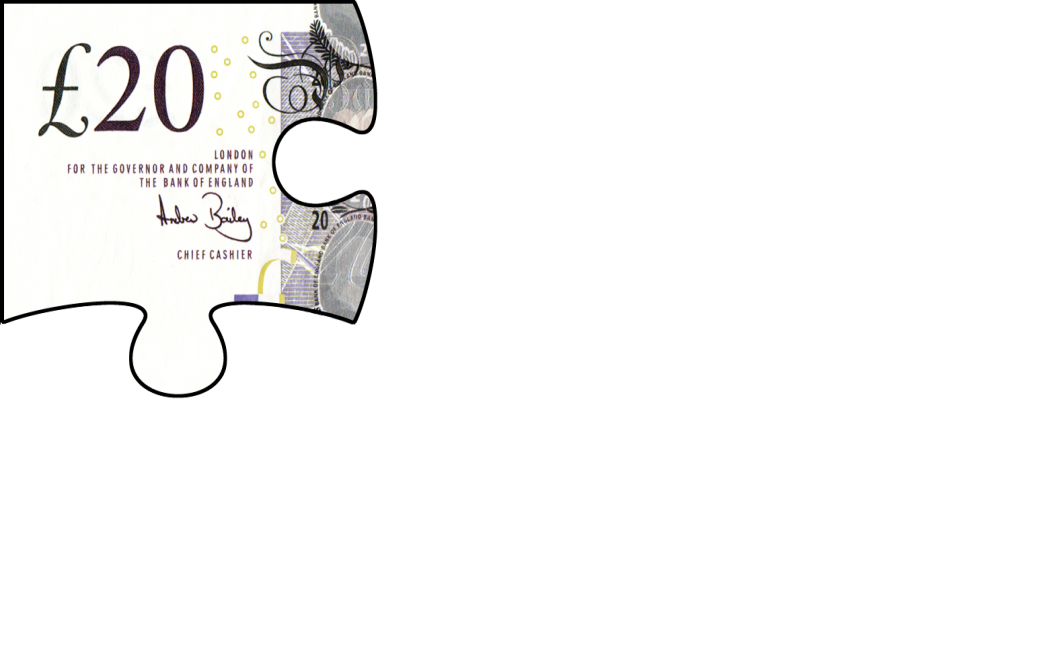 £20
LONDON
FOR THE GOVERNOR AND COMPANY OF
THE BANK OF ENGLAND
Andrew Bailey
20
CHIEF CASHIER